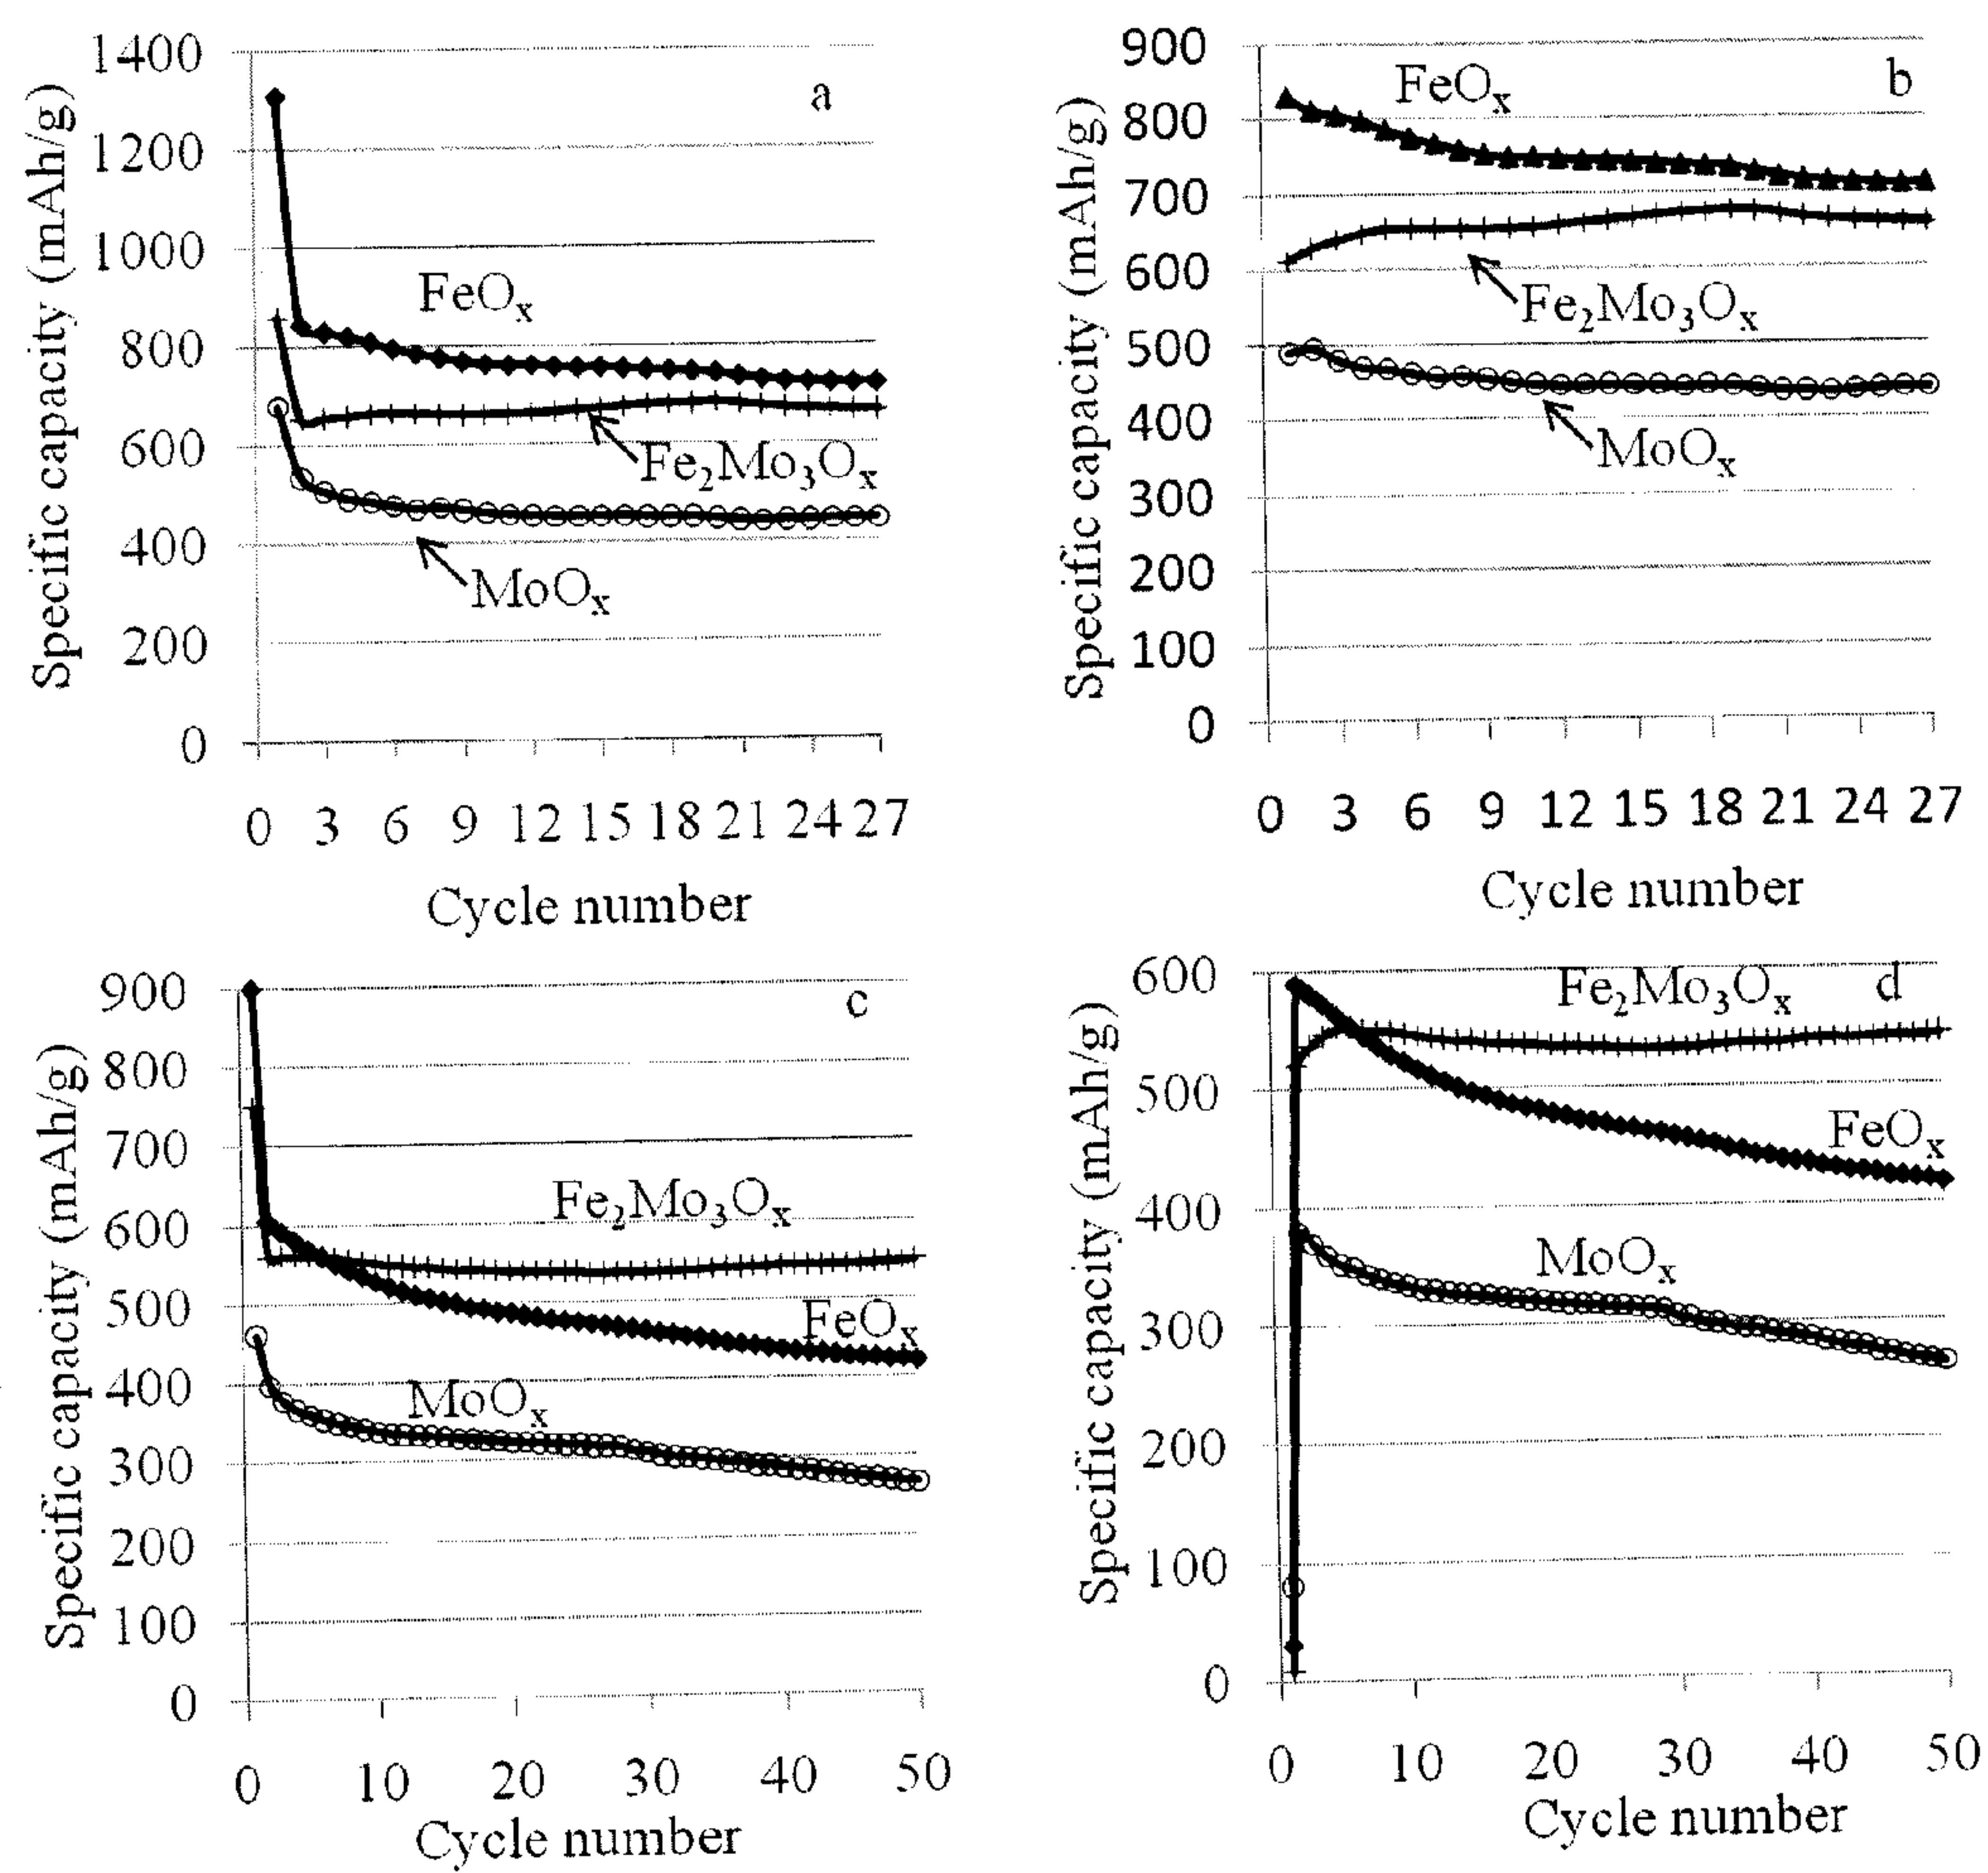 1400
1200
1000
800
600
400
200
0
Specific capacity (mAh/g)
a
FeOₓ
Fe₂Mo₃Oₓ
MoOₓ
0 3 6 9 12 15 18 21 24 27
Cycle number
900
800
700
600
500
400
300
200
100
0
Specific capacity (mAh/g)
b
FeOₓ
Fe₂Mo₃Oₓ
MoOₓ
0 3 6 9 12 15 18 21 24 27
Cycle number
900
800
700
600
500
400
300
200
100
0
Specific capacity (mAh/g)
c
Fe₂Mo₃Oₓ
FeOₓ
MoOₓ
0 10 20 30 40 50
Cycle number
600
500
400
300
200
100
0
Specific capacity (mAh/g)
Fe₂Mo₃Oₓ
d
FeOₓ
MoOₓ
0 10 20 30 40 50
Cycle number